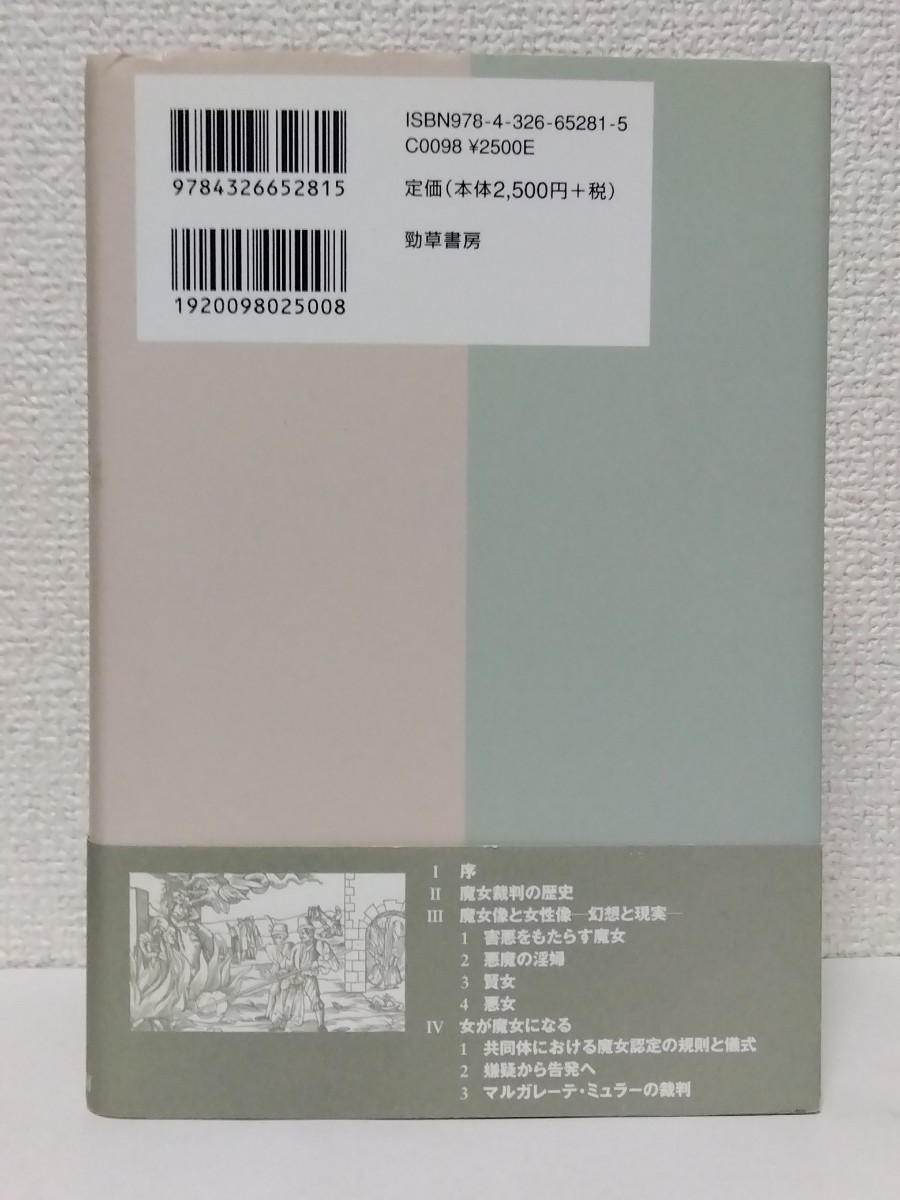 ISBN978-4-326-65281-5
C0098 ¥2500E
9784326652815
定価（本体2,500円＋税）
勁草書房
1920098025008
I 序
II 魔女裁判の歴史
III 魔女像と女性像―幻想と現実―
1 害悪をもたらす魔女
2 悪魔の淫婦
3 賢女
4 悪女
IV 女が魔女になる
1 共同体における魔女認定の規則と儀式
2 嫌疑から告発へ
3 マルガレーテ・ミュラーの裁判